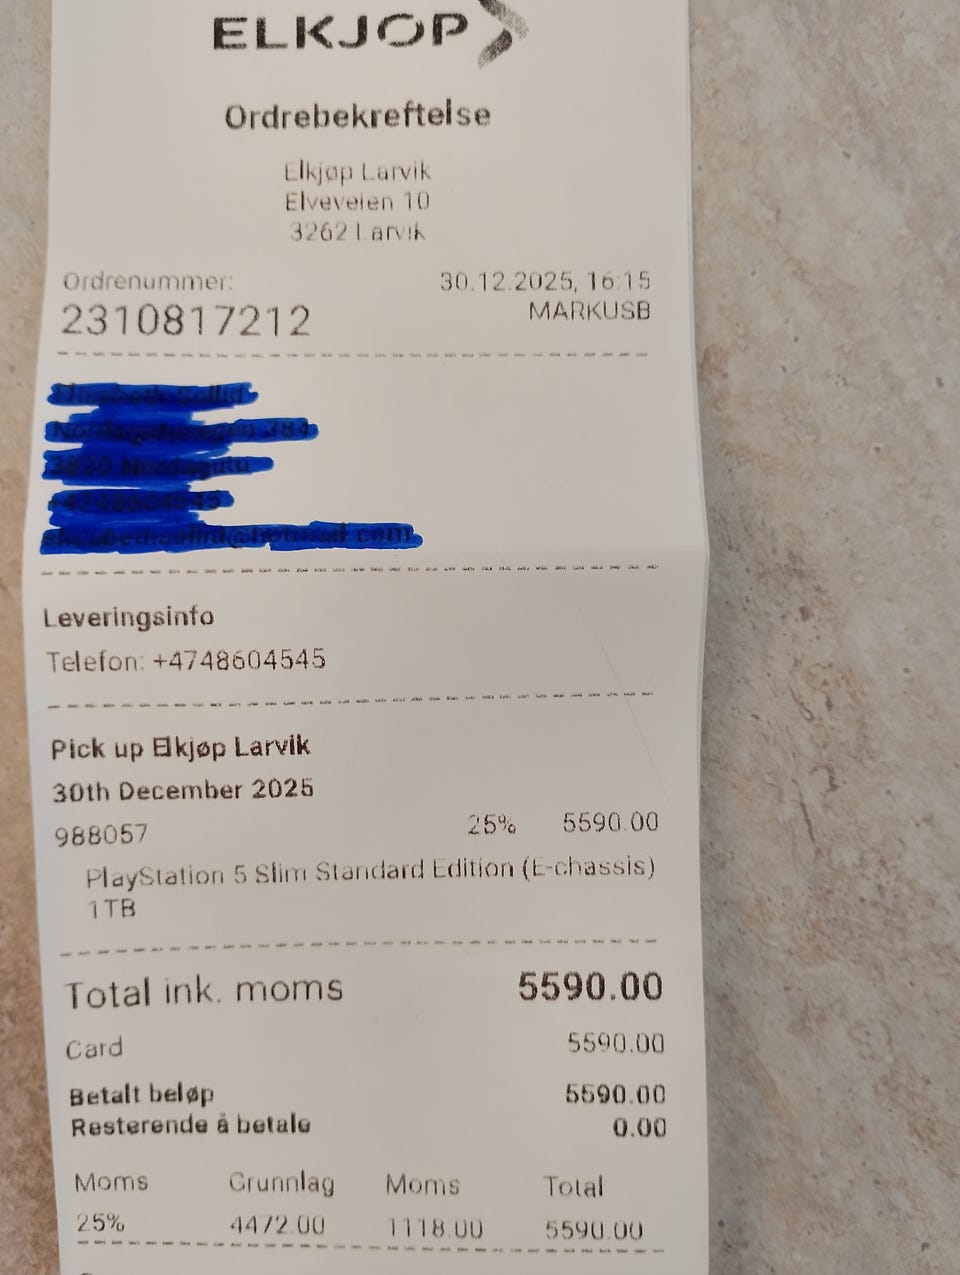 ELKJØP
Ordrebekreftelse
Elkjøp Larvik
Elveveien 10
3262 Larvik
Ordrenummer:
30.12.2025, 16:15
2310817212
MARKUSB
Leveringsinfo
Telefon: +4748604545
Pick up Elkjøp Larvik
30th December 2025
988057 25% 5590.00
PlayStation 5 Slim Standard Edition (E-chassis)
1TB
Total ink. moms 5590.00
Card 5590.00
Betalt beløp 5590.00
Resterende å betale 0.00
Moms Grunnlag Moms Total
25% 4472.00 1118.00 5590.00